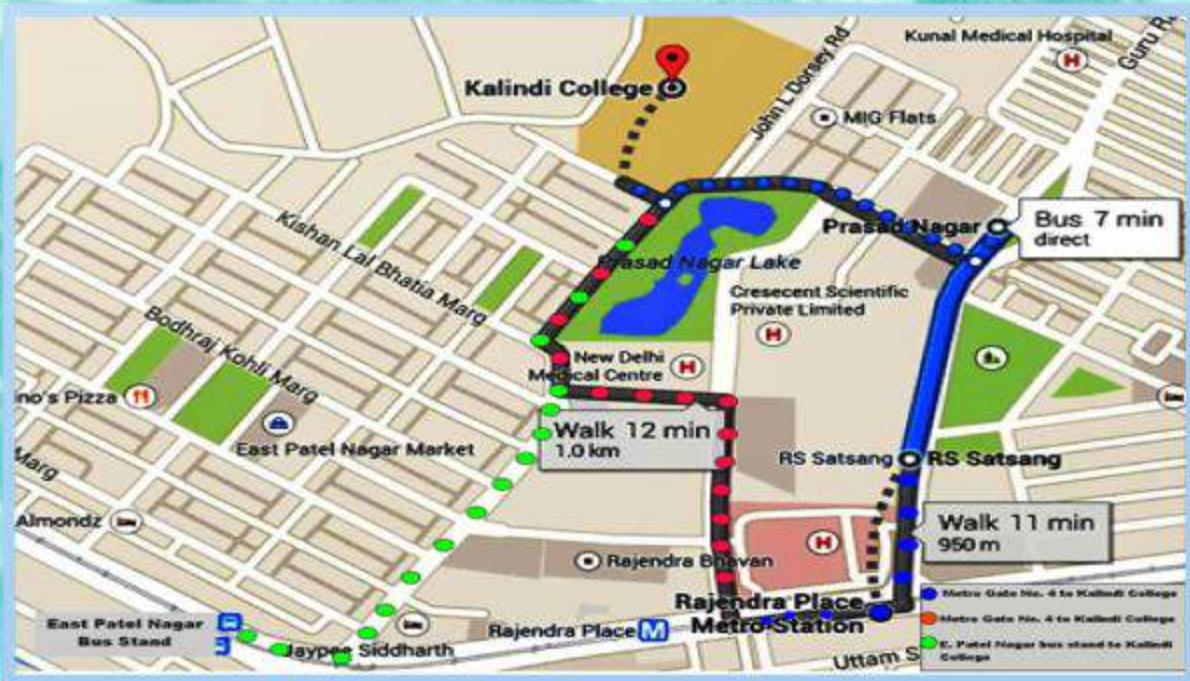 Kunal Medical Hospital
Guru R
Kalindi College
John L Dorsey Rd
MIG Flats
Kishan Lal Bhatia Marg
Prasad Nagar
Bus 7 min
direct
Prasad Nagar Lake
Cresecent Scientific
Private Limited
Bodhraj Kohli Marg
New Delhi
Medical Centre
ino's Pizza
Walk 12 min
1.0 km
East Patel Nagar Market
RS Satsang
RS Satsang
Marg
Almondz
Walk 11 min
950 m
Rajendra Bhavan
Rajendra Place
Metro Station
Metro Gate No. 4 to Kalindi College
Metro Gate No. 4 to Kalindi College
E. Patel Nagar bus stand to Kalindi
College
East Patel Nagar
Bus Stand
Rajendra Place M
Jaypee Siddharth
Uttam S